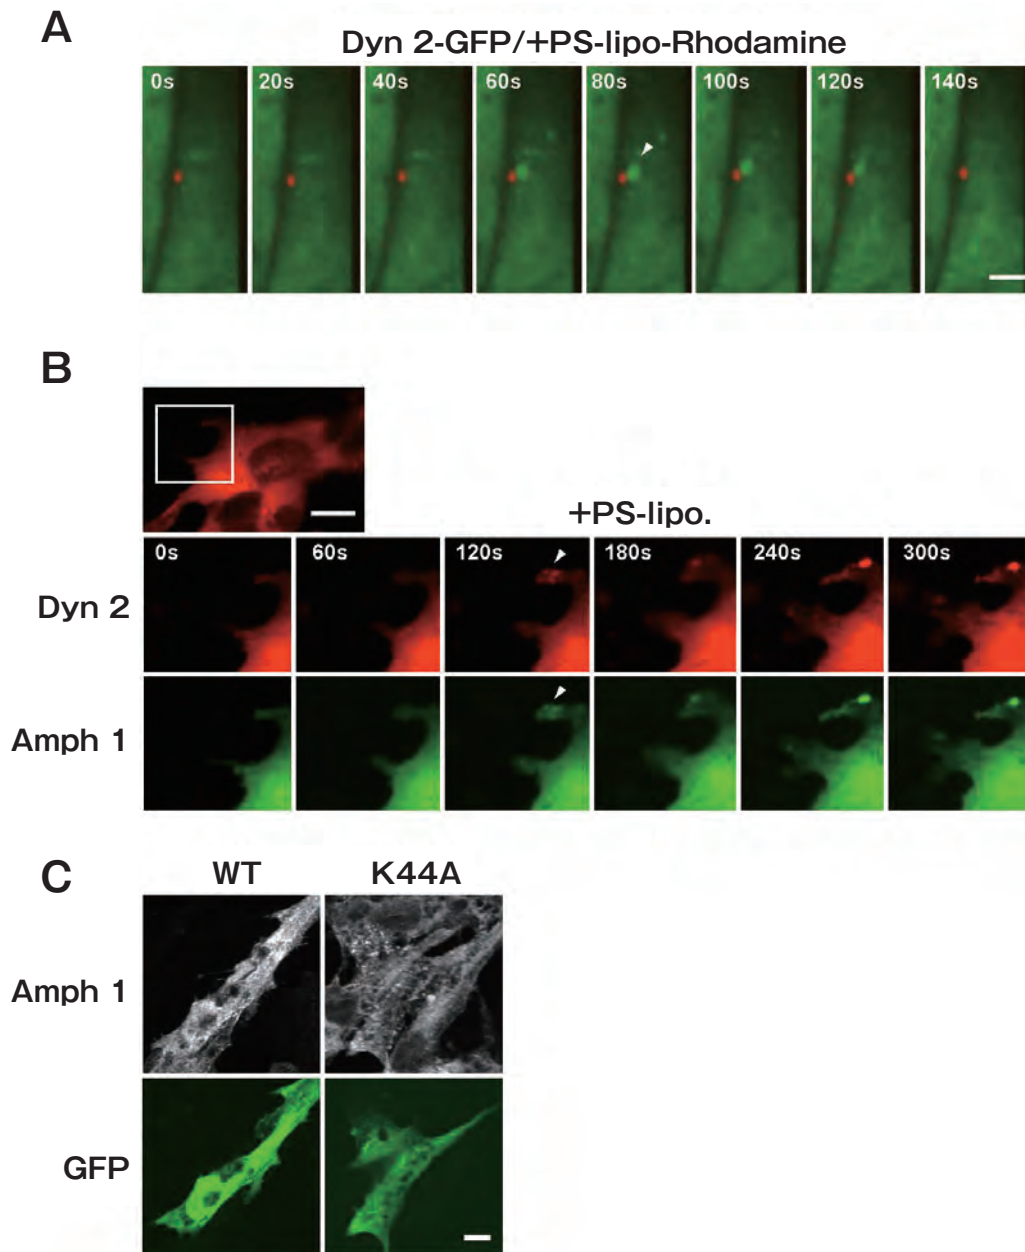 A
Dyn 2-GFP/+PS-lipo-Rhodamine
0s 20s 40s 60s 80s 100s 120s 140s
B
+PS-lipo.
0s 60s 120s 180s 240s 300s
Dyn 2
Amph 1
C
WT K44A
Amph 1
GFP